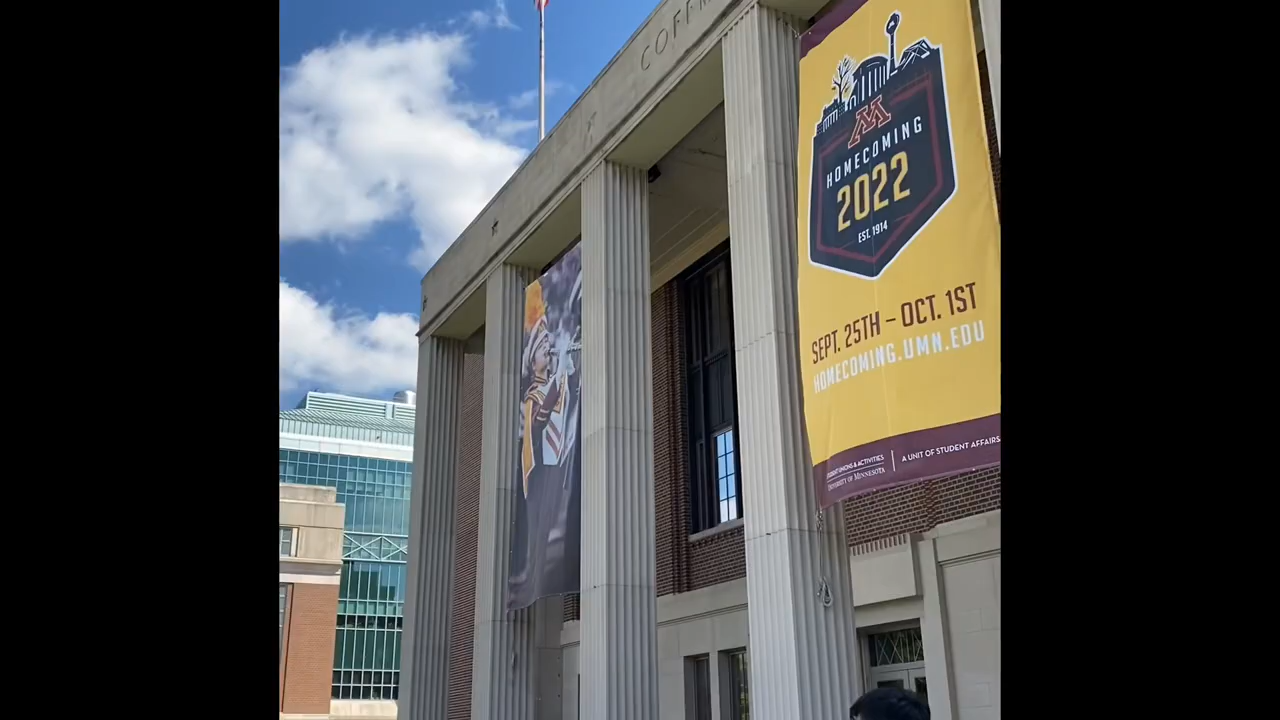 COFFM
M
HOMECOMING
2022
EST. 1914
SEPT. 25TH – OCT. 1ST
HOMECOMING.UMN.EDU
STUDENT UNIONS & ACTIVITIES
UNIVERSITY OF MINNESOTA
A UNIT OF STUDENT AFFAIRS